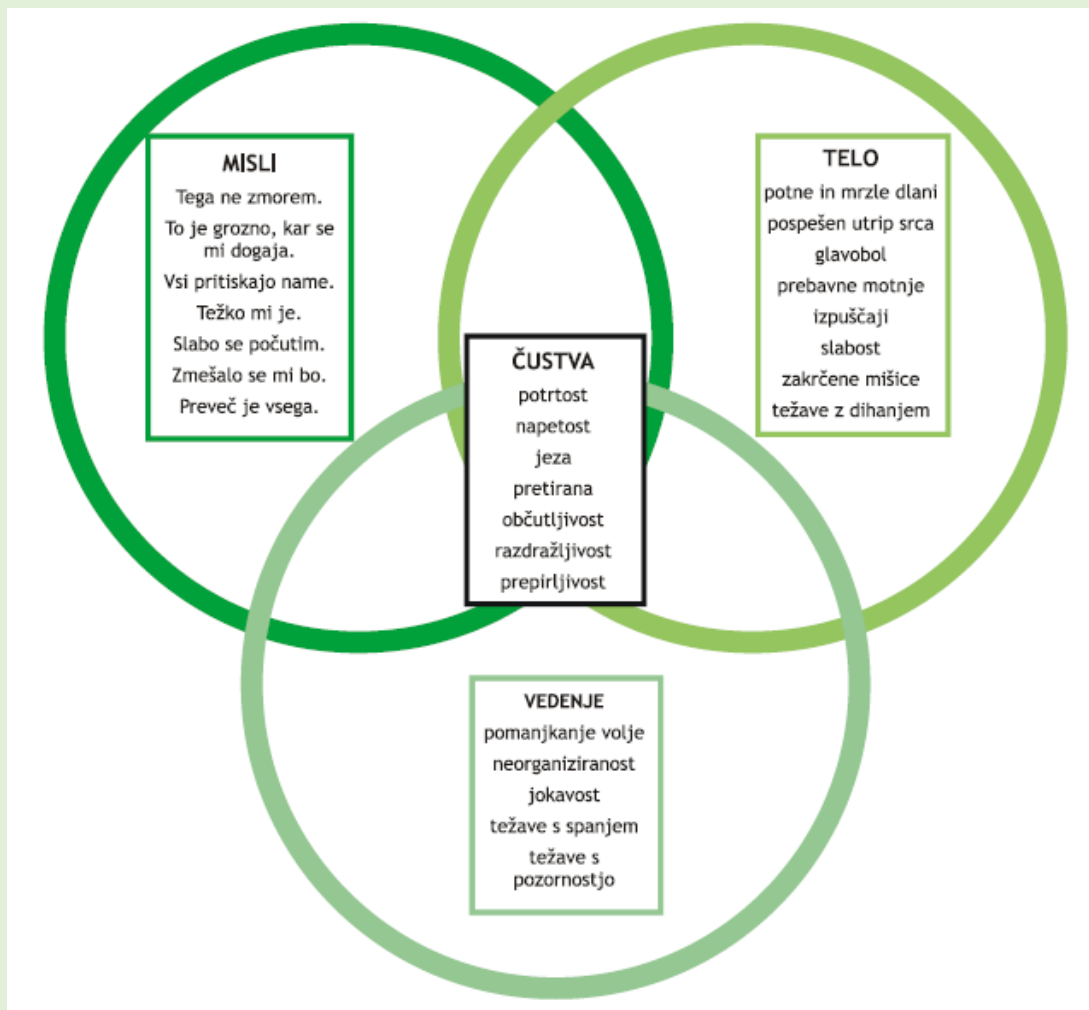 MISLI
Tega ne zmorem.
To je grozno, kar se
mi dogaja.
Vsi pritiskajo name.
Težko mi je.
Slabo se počutim.
Zmešalo se mi bo.
Preveč je vsega.
TELO
potne in mrzle dlani
pospešen utrip srca
glavobol
prebavne motnje
izpuščaji
slabost
zakrčene mišice
težave z dihanjem
ČUSTVA
potrtost
napetost
jeza
pretirana
občutljivost
razdražljivost
prepirljivost
VEDENJE
pomanjkanje volje
neorganiziranost
jokavost
težave s spanjem
težave s
pozornostjo